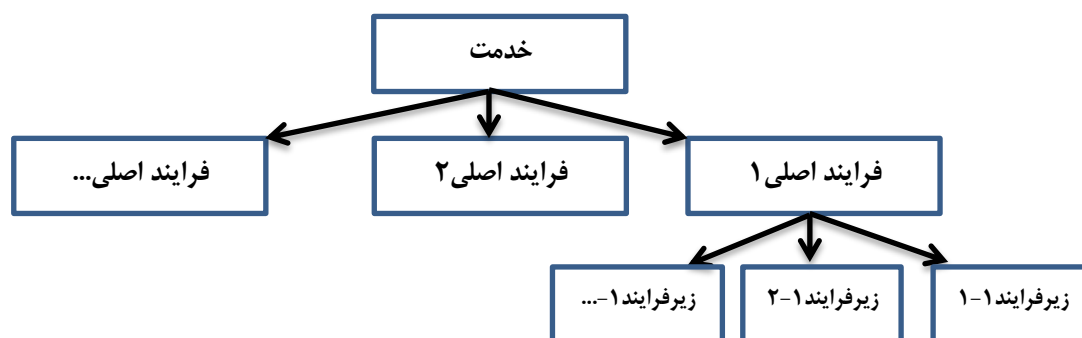 خدمت
فرایند اصلی۱
فرایند اصلی۲
فرایند اصلی...
زیرفرایند۱-۱
زیرفرایند۱-۲
زیرفرایند۱-...